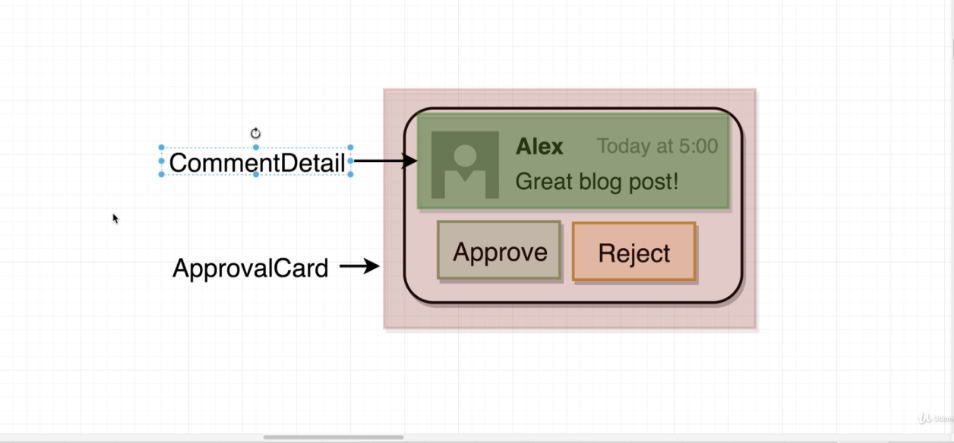 CommentDetail
Alex
Today at 5:00
Great blog post!
Approve
Reject
ApprovalCard